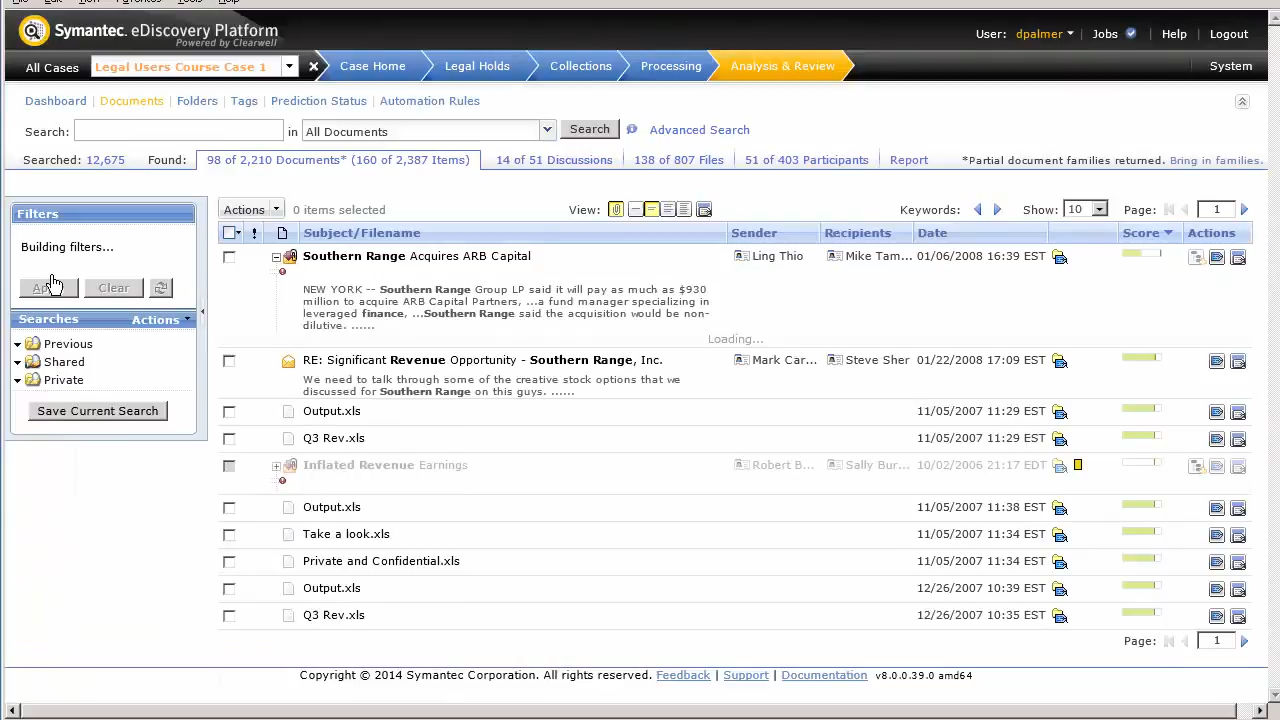 Symantec. eDiscovery Platform
Powered by Clearwell
User: dpalmer Jobs Help Logout
All Cases Legal Users Course Case 1 Case Home Legal Holds Collections Processing Analysis & Review System
Dashboard | Documents | Folders | Tags | Prediction Status | Automation Rules
Search: in All Documents Search Advanced Search
Searched: 12,675 Found: 98 of 2,210 Documents* (160 of 2,387 Items) 14 of 51 Discussions 138 of 807 Files 51 of 403 Participants Report *Partial document families returned. Bring in families.
Filters
Building filters...
Clear
Searches Actions
Previous
Shared
Private
Save Current Search
Actions 0 items selected View: Keywords: Show: 10 Page: 1
! Subject/Filename Sender Recipients Date Score Actions
Southern Range Acquires ARB Capital Ling Thio Mike Tam... 01/06/2008 16:39 EST
NEW YORK -- Southern Range Group LP said it will pay as much as $930
million to acquire ARB Capital Partners, ...a fund manager specializing in
leveraged finance, ...Southern Range said the acquisition would be non-
dilutive. ......
Loading...
RE: Significant Revenue Opportunity - Southern Range, Inc. Mark Car... Steve Sher 01/22/2008 17:09 EST
We need to talk through some of the creative stock options that we
discussed for Southern Range on this guys. ......
Output.xls 11/05/2007 11:29 EST
Q3 Rev.xls 11/05/2007 11:29 EST
Inflated Revenue Earnings Robert B... Sally Bur... 10/02/2006 21:17 EDT
Output.xls 11/05/2007 11:38 EST
Take a look.xls 11/05/2007 11:34 EST
Private and Confidential.xls 11/05/2007 11:34 EST
Output.xls 12/26/2007 10:39 EST
Q3 Rev.xls 12/26/2007 10:35 EST
Page: 1
Copyright © 2014 Symantec Corporation. All rights reserved. Feedback | Support | Documentation v8.0.0.39.0 amd64